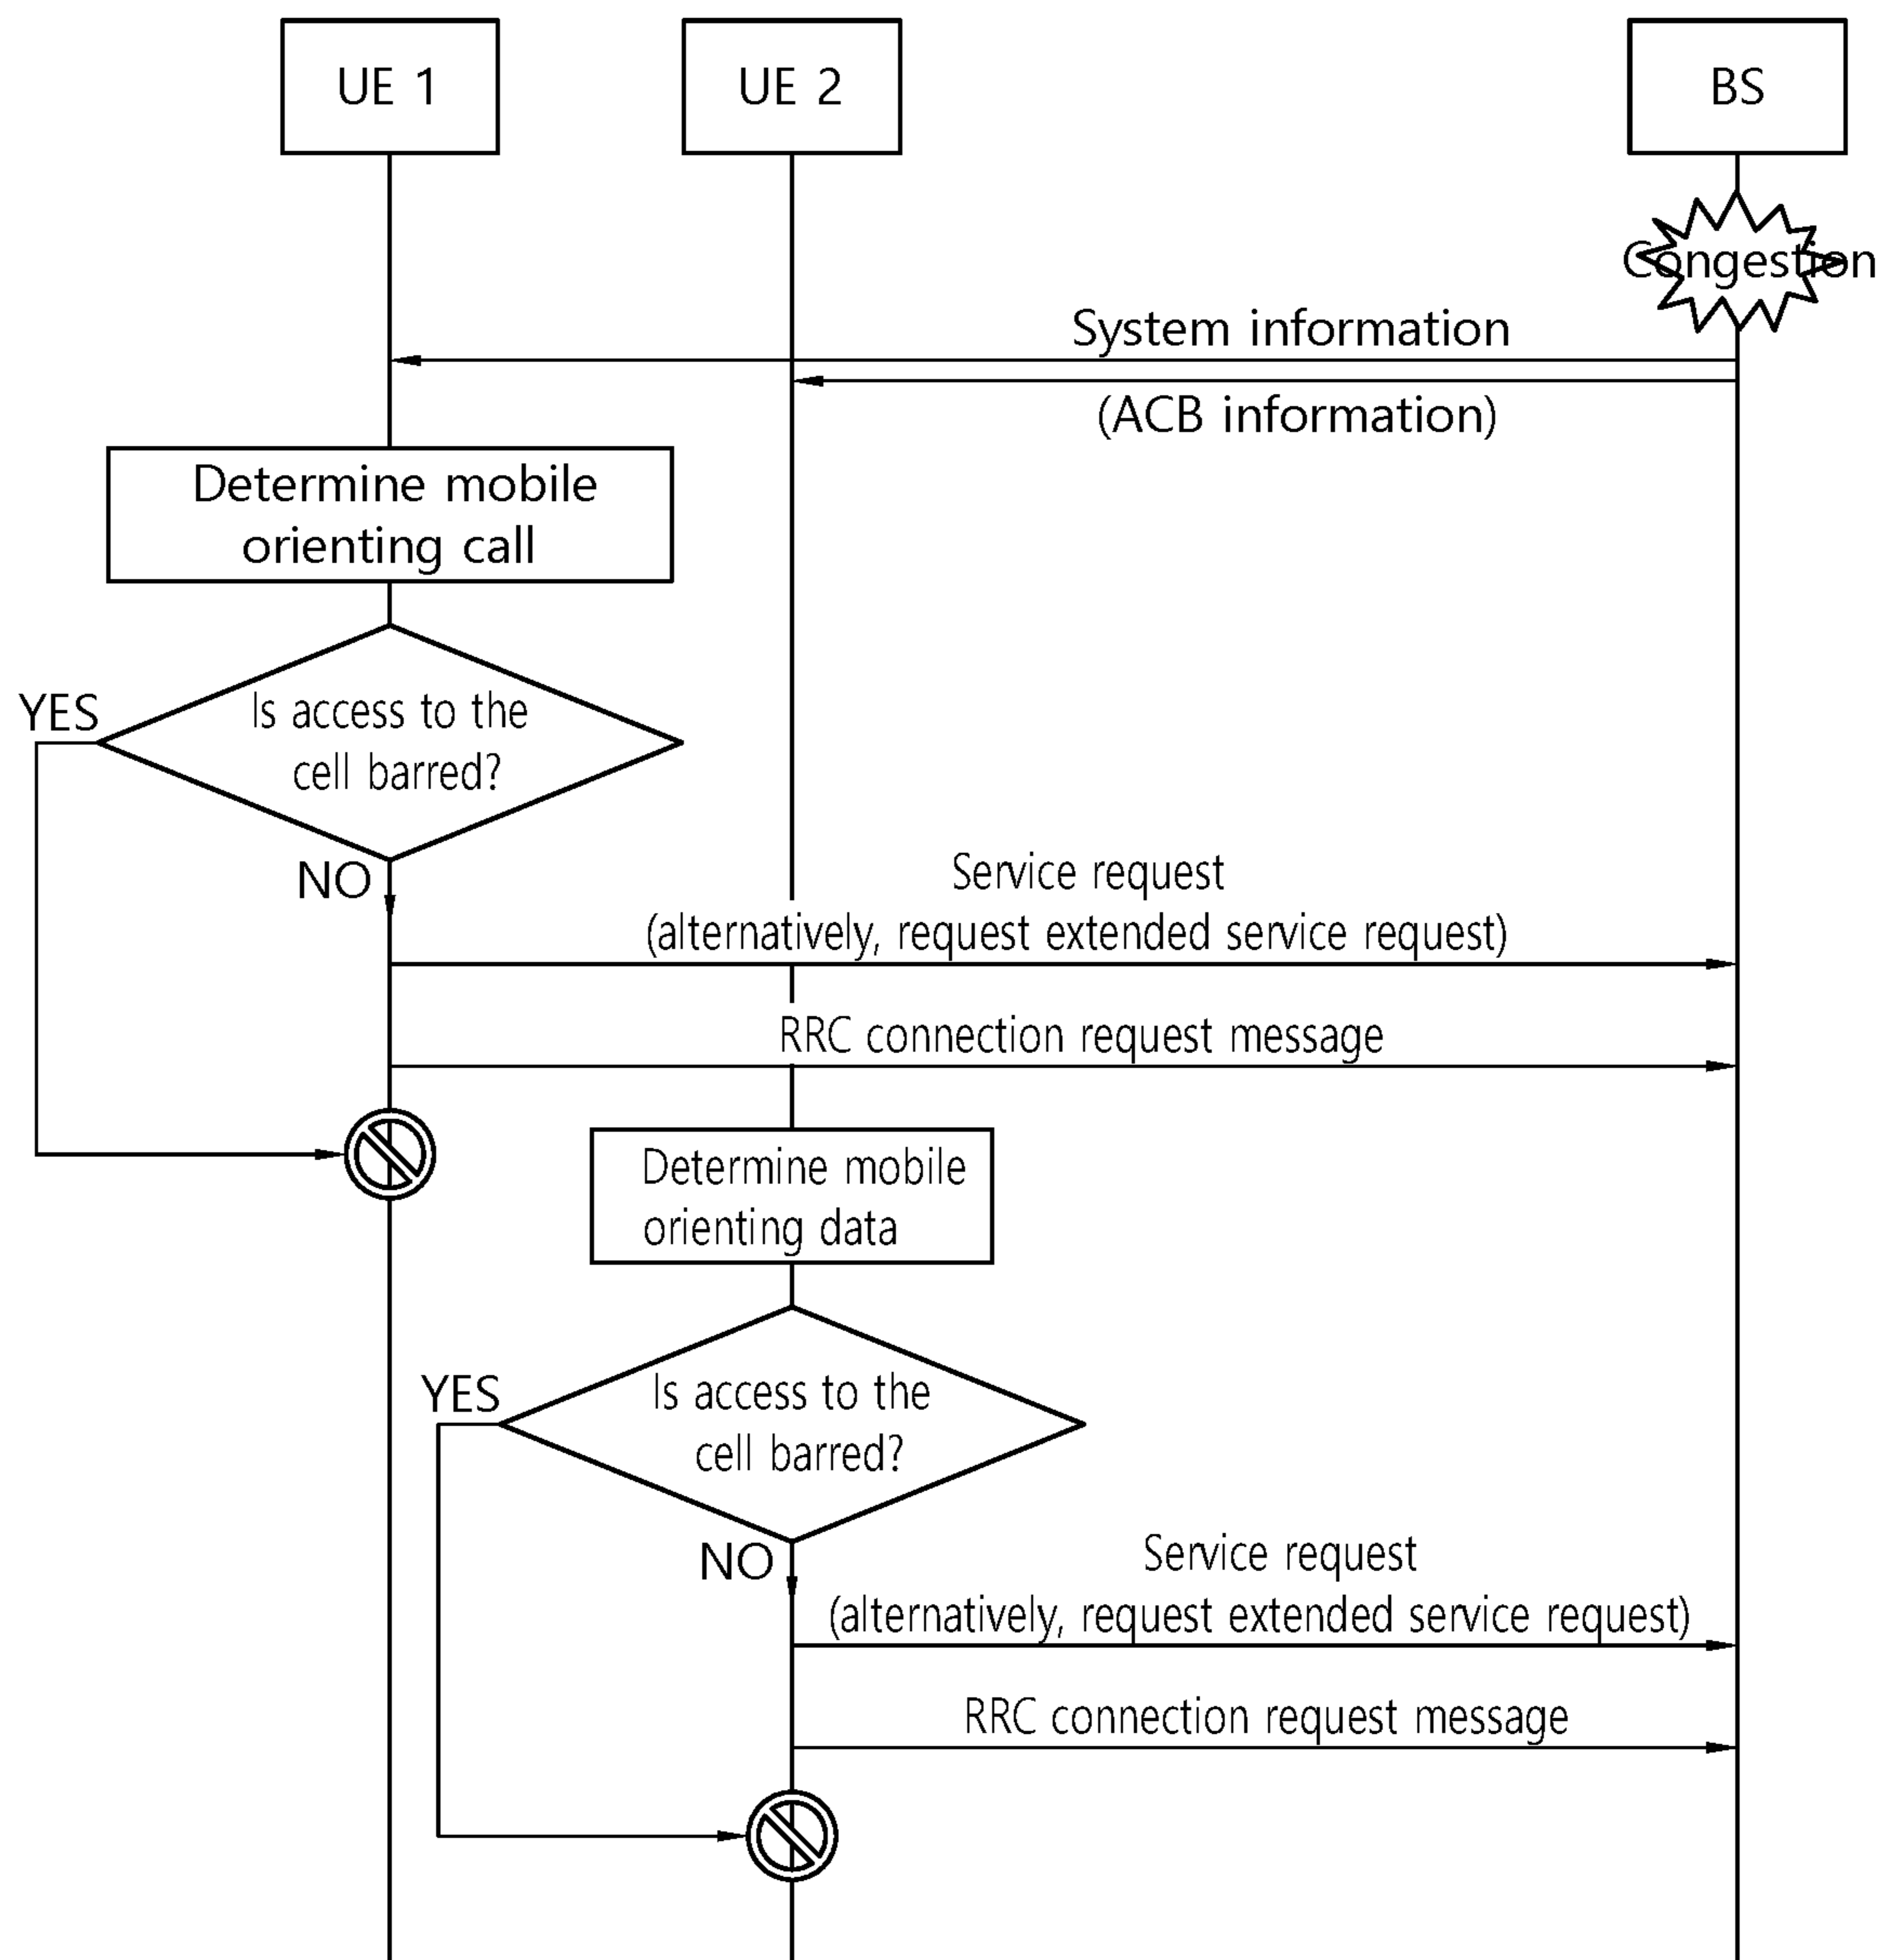 UE 1
UE 2
BS
Congestion
System information
(ACB information)
Determine mobile
orienting call
Is access to the
cell barred?
YES
NO
Service request
(alternatively, request extended service request)
RRC connection request message
Determine mobile
orienting data
Is access to the
cell barred?
YES
NO
Service request
(alternatively, request extended service request)
RRC connection request message